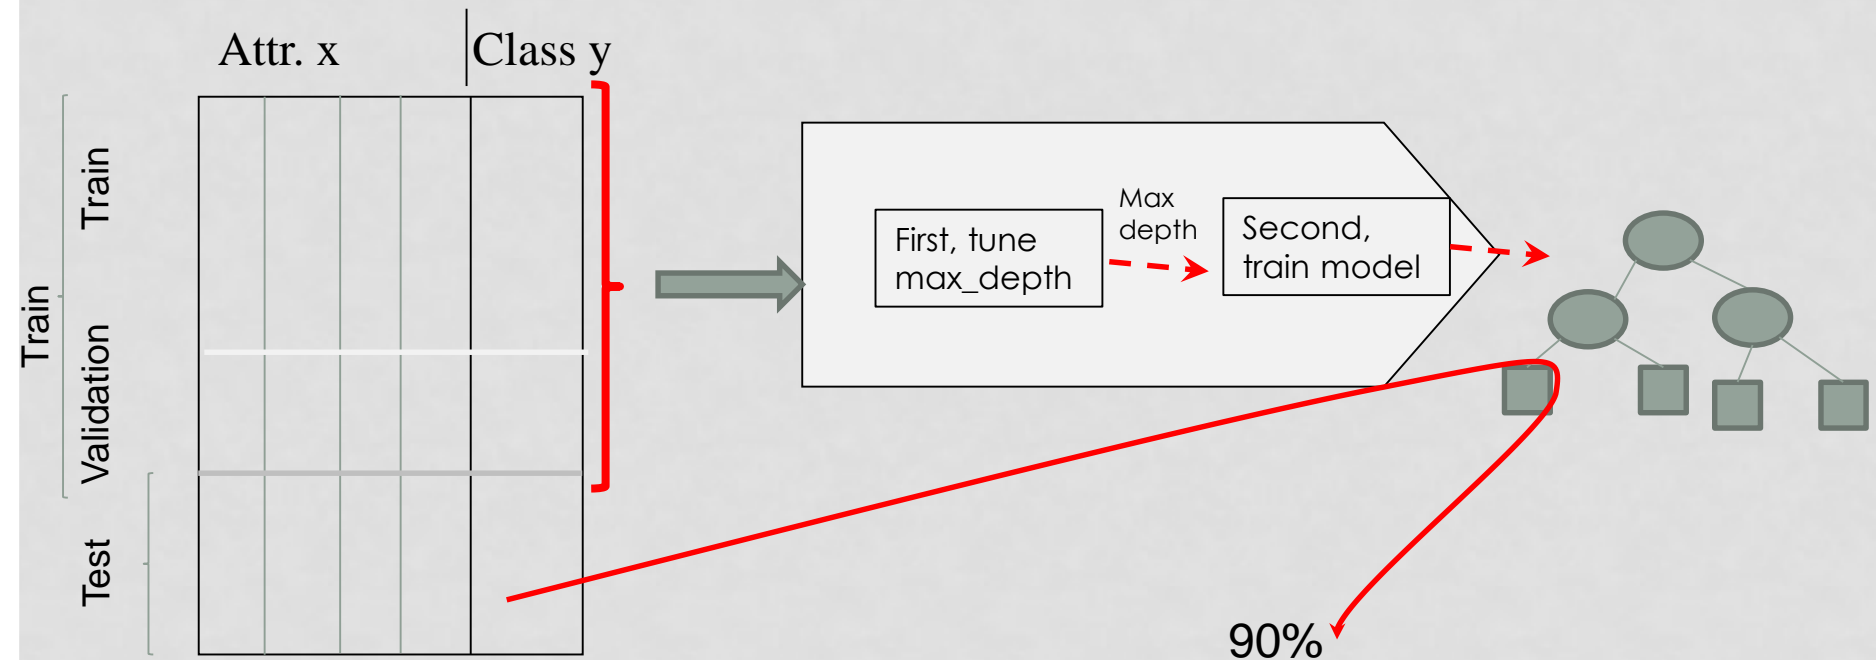 Attr. x
Class y
Train
Train
Validation
Test
First, tune
max_depth
Max
depth
Second,
train model
90%